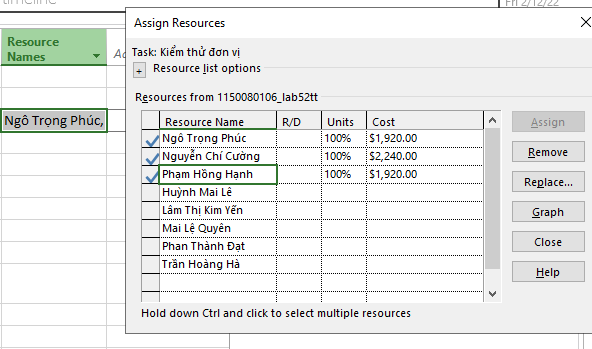 timeline
Fri 2/12/22
Resource Names
Ad
Ngô Trọng Phúc,
Assign Resources
Task: Kiểm thử đơn vị
+ Resource list options
Resources from 1150080106_lab52tt
Resource Name R/D Units Cost
Ngô Trọng Phúc 100% $1,920.00
Nguyễn Chí Cường 100% $2,240.00
Phạm Hồng Hạnh 100% $1,920.00
Huỳnh Mai Lê
Lâm Thị Kim Yến
Mai Lệ Quyên
Phan Thành Đạt
Trần Hoàng Hà
Assign
Remove
Replace...
Graph
Close
Help
Hold down Ctrl and click to select multiple resources